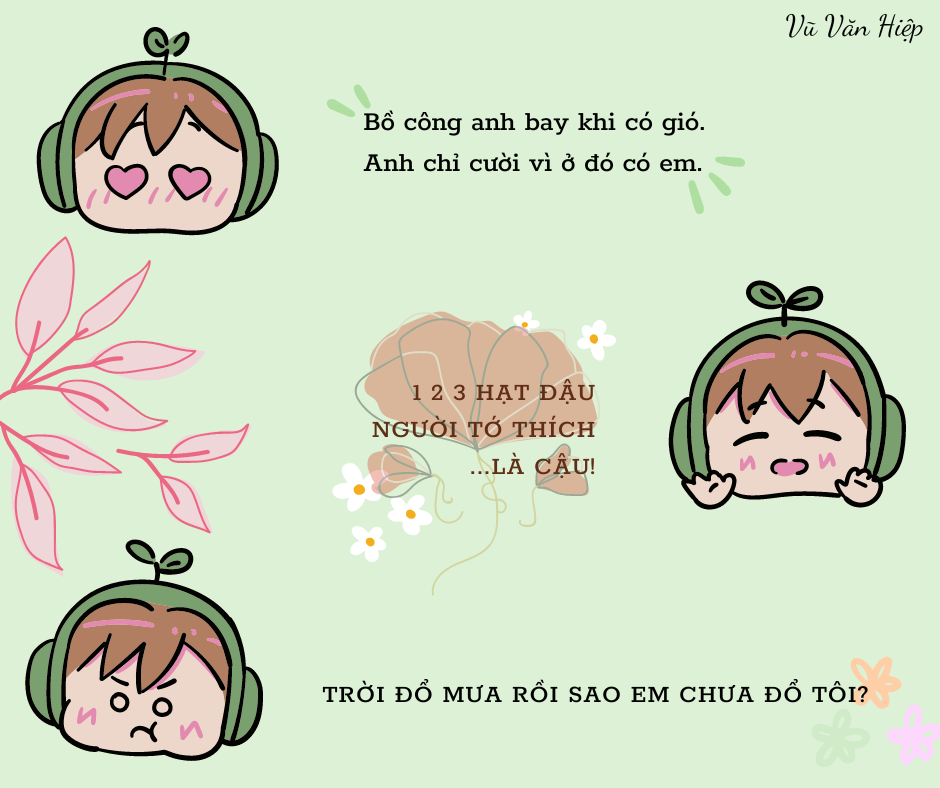 Vũ Văn Hiệp
Bồ công anh bay khi có gió.
Anh chỉ cười vì ở đó có em.
1 2 3 HẠT ĐẬU
NGƯỜI TỚ THÍCH
...LÀ CẬU!
TRỜI ĐỔ MƯA RỒI SAO EM CHƯA ĐỔ TÔI?